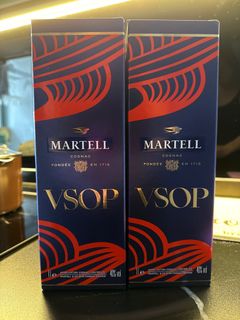 MARTELL
COGNAC
FONDÉE EN 1715
VSOP
1L 40% vol
MARTELL
COGNAC
FONDÉE EN 1715
VSOP
1L 40% vol